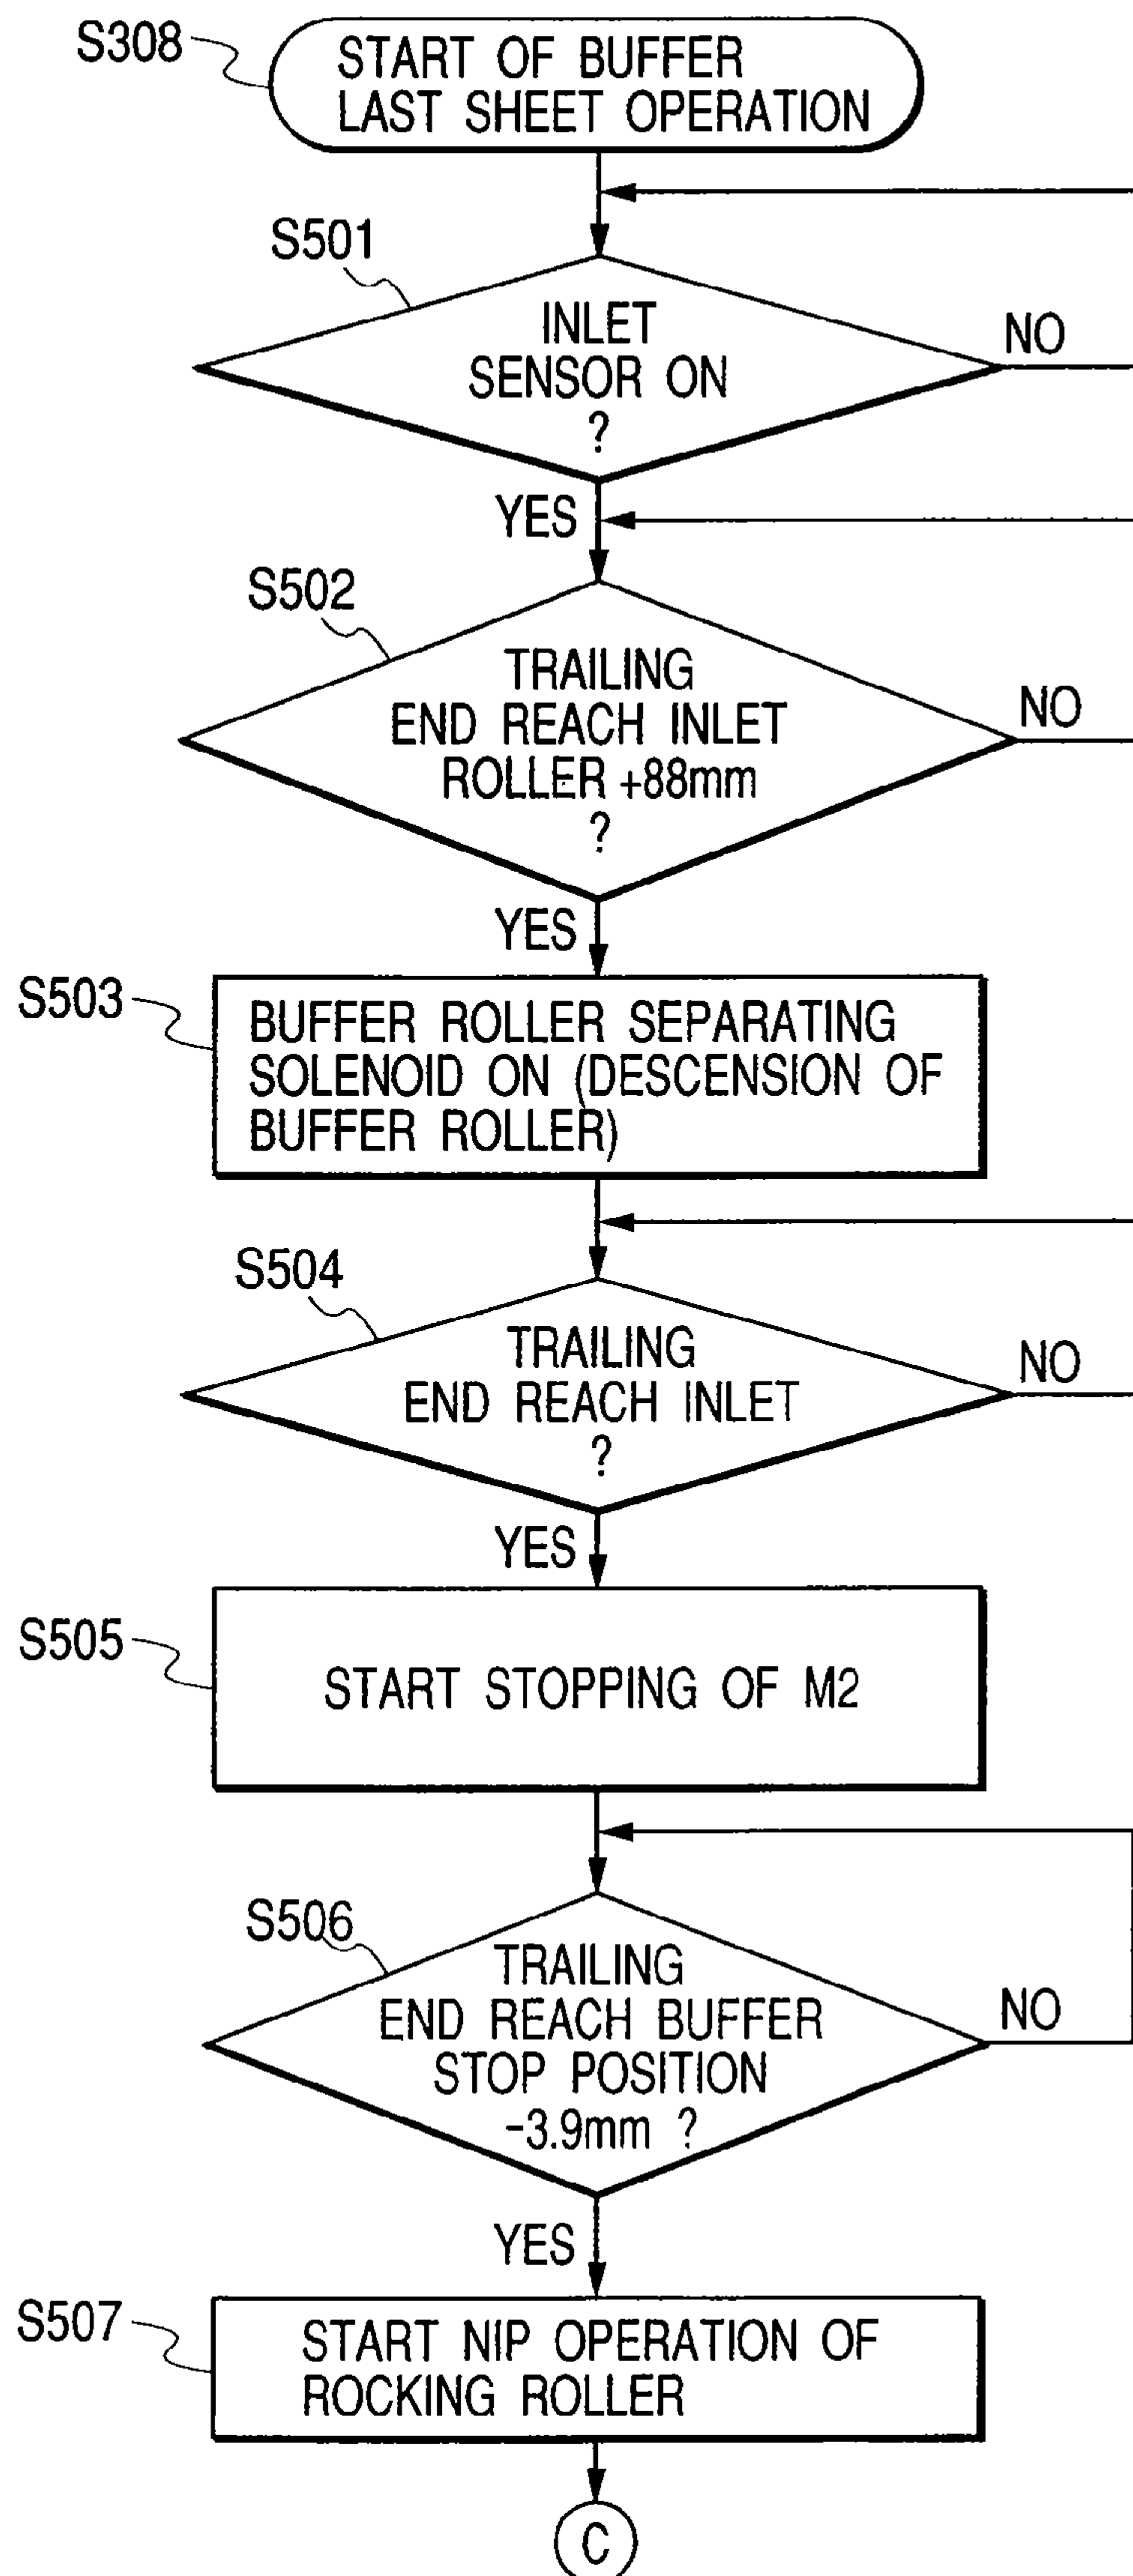 S308
START OF BUFFER
LAST SHEET OPERATION
S501
INLET
SENSOR ON
?
NO
YES
S502
TRAILING
END REACH INLET
ROLLER +88mm
?
NO
YES
S503
BUFFER ROLLER SEPARATING
SOLENOID ON (DESCENSION OF
BUFFER ROLLER)
S504
TRAILING
END REACH INLET
?
NO
YES
S505
START STOPPING OF M2
S506
TRAILING
END REACH BUFFER
STOP POSITION
-3.9mm ?
NO
YES
S507
START NIP OPERATION OF
ROCKING ROLLER
C